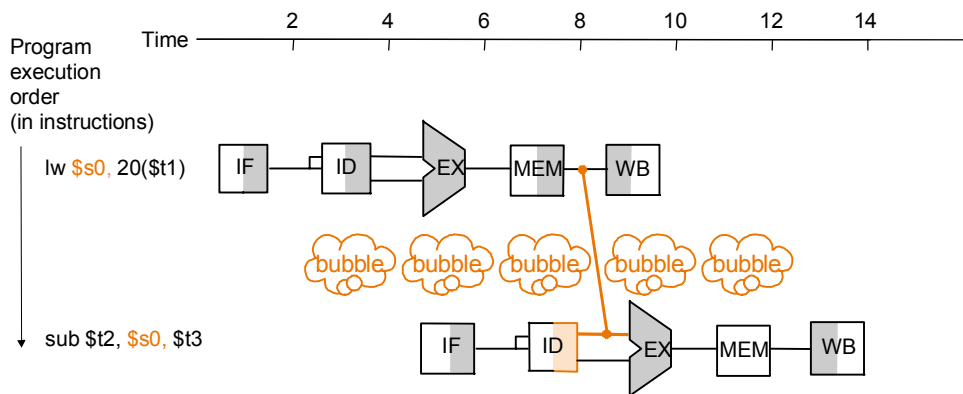 2 4 6 8 10 12 14
Time
Program
execution
order
(in instructions)
lw $s0, 20($t1)
IF ID EX MEM WB
bubble bubble bubble bubble bubble
sub $t2, $s0, $t3
IF ID EX MEM WB